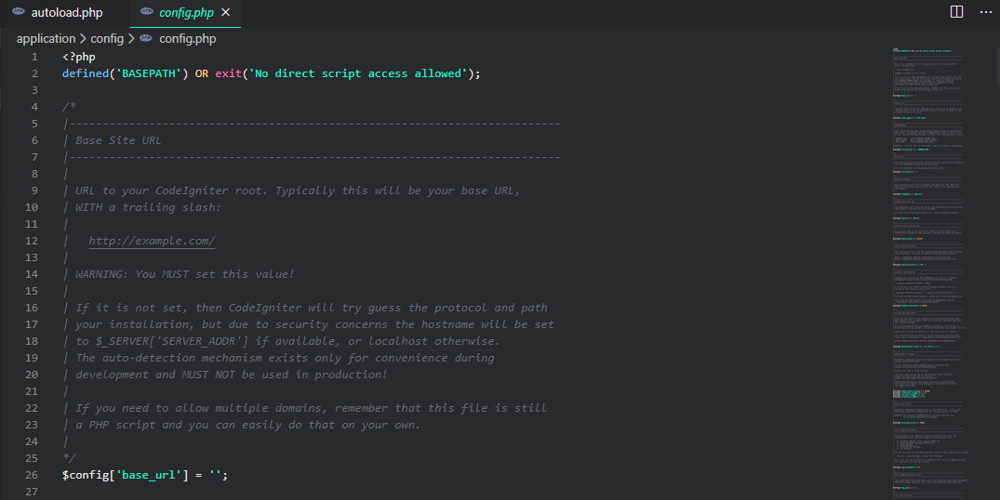 autoload.php config.php
application > config > config.php
1 <?php
2 defined('BASEPATH') OR exit('No direct script access allowed');
3
4 /*
5 |--------------------------------------------------------------------------
6 | Base Site URL
7 |--------------------------------------------------------------------------
8 |
9 | URL to your CodeIgniter root. Typically this will be your base URL,
10 | WITH a trailing slash:
11 |
12 | http://example.com/
13 |
14 | WARNING: You MUST set this value!
15 |
16 | If it is not set, then CodeIgniter will try guess the protocol and path
17 | your installation, but due to security concerns the hostname will be set
18 | to $_SERVER['SERVER_ADDR'] if available, or localhost otherwise.
19 | The auto-detection mechanism exists only for convenience during
20 | development and MUST NOT be used in production!
21 |
22 | If you need to allow multiple domains, remember that this file is still
23 | a PHP script and you can easily do that on your own.
24 |
25 */
26 $config['base_url'] = '';
27